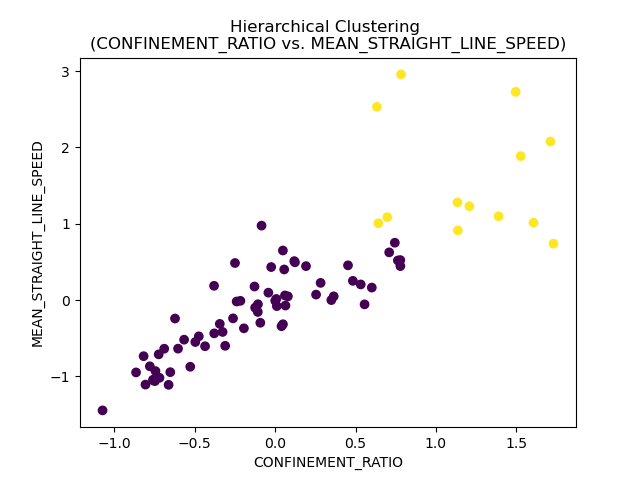 Hierarchical Clustering
(CONFINEMENT_RATIO vs. MEAN_STRAIGHT_LINE_SPEED)
MEAN_STRAIGHT_LINE_SPEED
3
2
1
0
−1
−1.0 −0.5 0.0 0.5 1.0 1.5
CONFINEMENT_RATIO